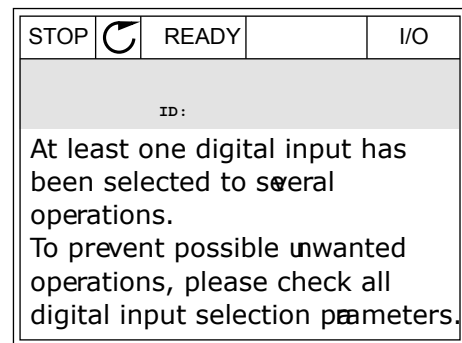 STOP READY I/O
ID:
At least one digital input has
been selected to several
operations.
To prevent possible unwanted
operations, please check all
digital input selection parameters.